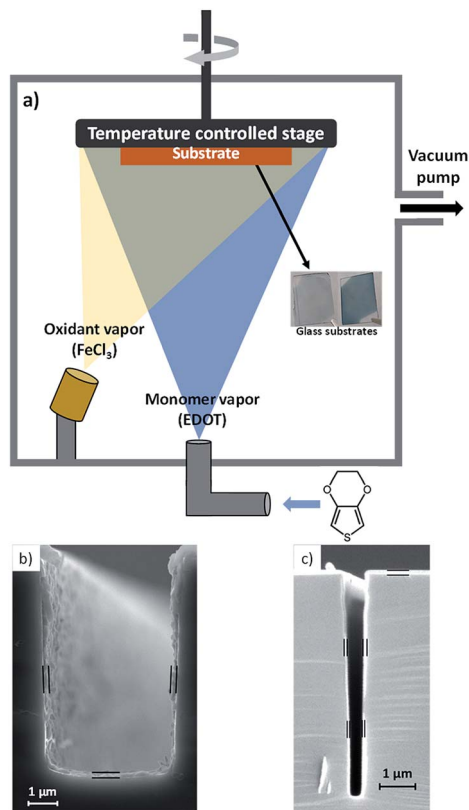 a)
Temperature controlled stage
Substrate
Vacuum
pump
Glass substrates
Oxidant vapor
(FeCl₃)
Monomer vapor
(EDOT)
O
O
S
b)
c)
1 μm
1 μm